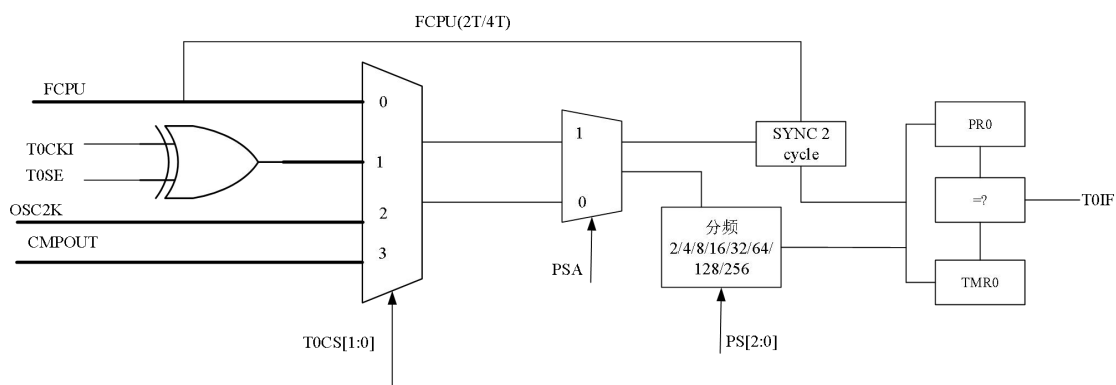 FCPU(2T/4T)
FCPU
0
T0CKI
T0SE
1
OSC2K
2
CMPOUT
3
T0CS[1:0]
1
0
PSA
SYNC 2
cycle
分频
2/4/8/16/32/64/
128/256
PS[2:0]
PR0
=?
T0IF
TMR0